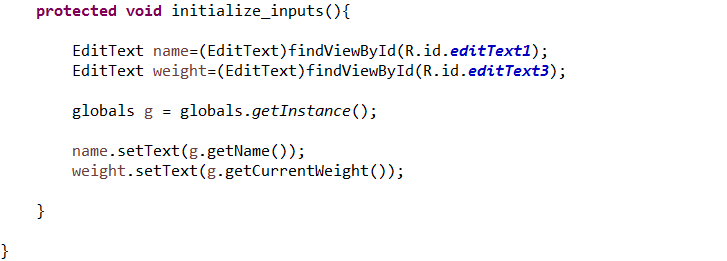 protected void initialize_inputs(){
EditText name=(EditText)findViewById(R.id.editText1);
EditText weight=(EditText)findViewById(R.id.editText3);
globals g = globals.getInstance();
name.setText(g.getName());
weight.setText(g.getCurrentWeight());
}
}